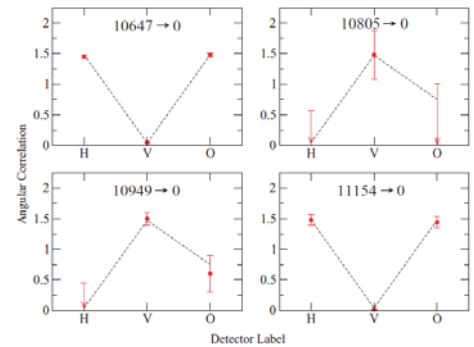 10647 → 0
2
1.5
1
0.5
0
H V O
10805 → 0
2
1.5
1
0.5
0
H V O
10949 → 0
2
1.5
1
0.5
0
H V O
11154 → 0
2
1.5
1
0.5
0
H V O
Angular Correlation
Detector Label